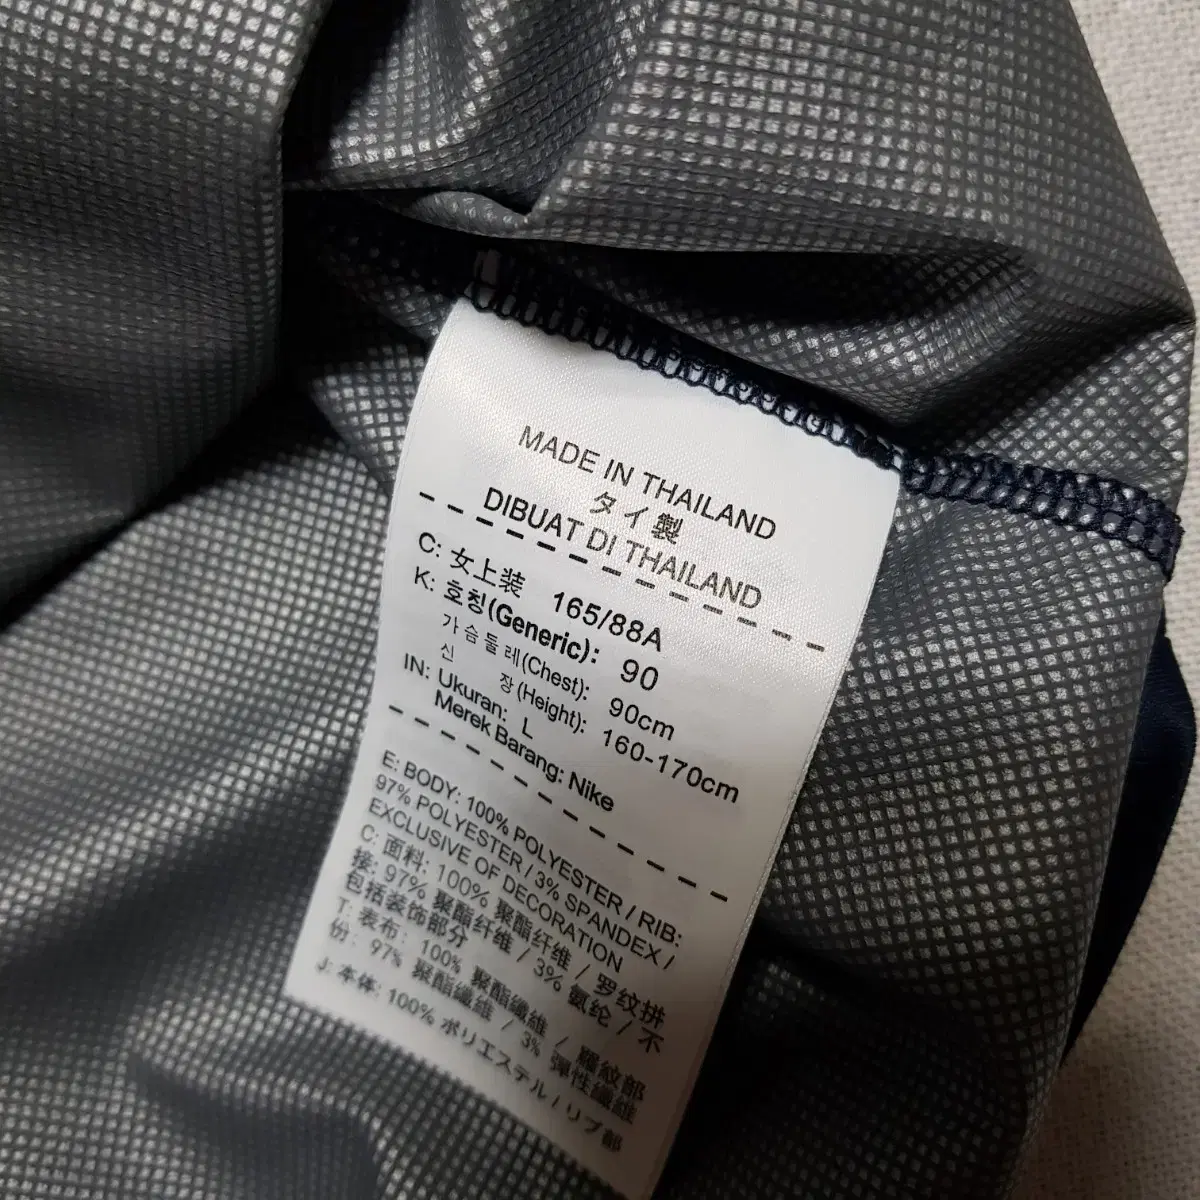 MADE IN THAILAND
タイ製
DIBUAT DI THAILAND
C: 女上装 165/88A
K: 호칭(Generic): 90
가슴둘레(Chest): 90cm
신 장(Height): 160-170cm
IN: Ukuran: L
Merek Barang: Nike
E: BODY: 100% POLYESTER / RIB:
97% POLYESTER / 3% SPANDEX /
EXCLUSIVE OF DECORATION
C: 面料: 100% 聚酯纤维 / 罗纹拼
接: 97% 聚酯纤维 / 3% 氨纶 / 不
包括装饰部分
T: 表布: 100% 聚酯纖維 / 羅紋部
份: 97% 聚酯纖維 / 3% 彈性纖維
J: 本体: 100% ポリエステル / リブ部